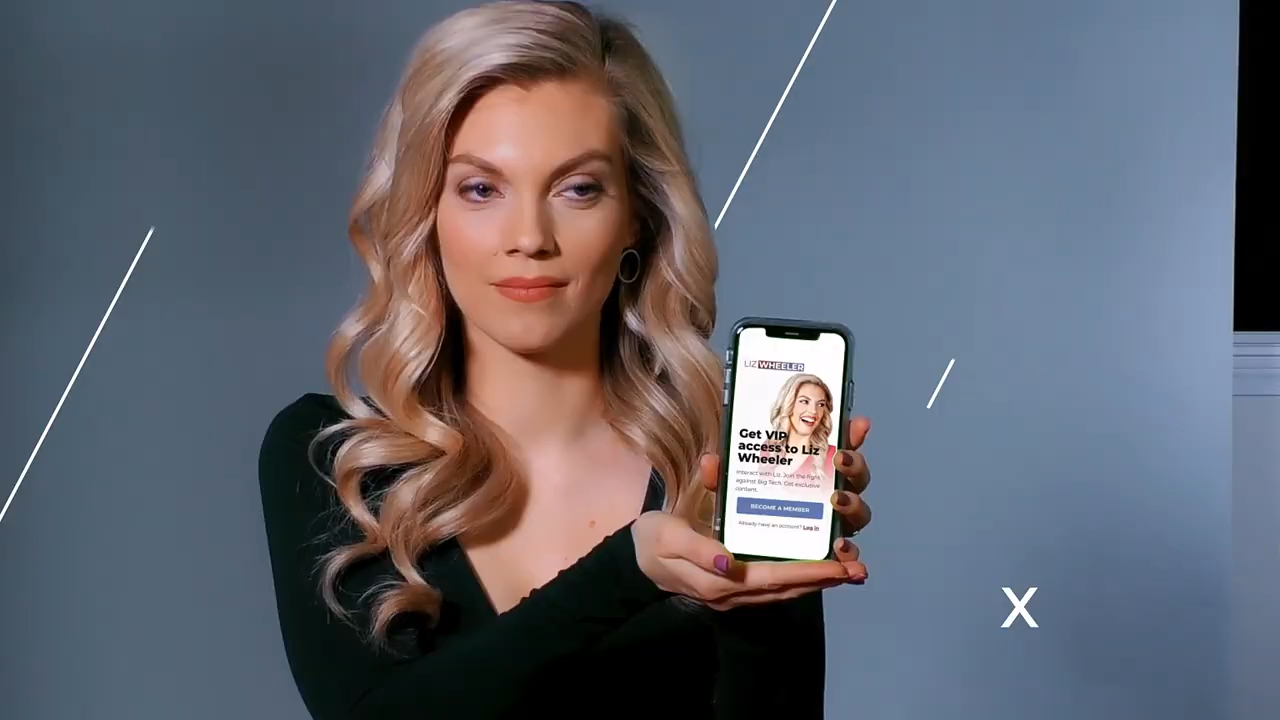 LIZ WHEELER
Get VIP
access to Liz
Wheeler
Interact with Liz. Join the fight
against Big Tech. Get exclusive
content.
BECOME A MEMBER
Already have an account? Log in
X